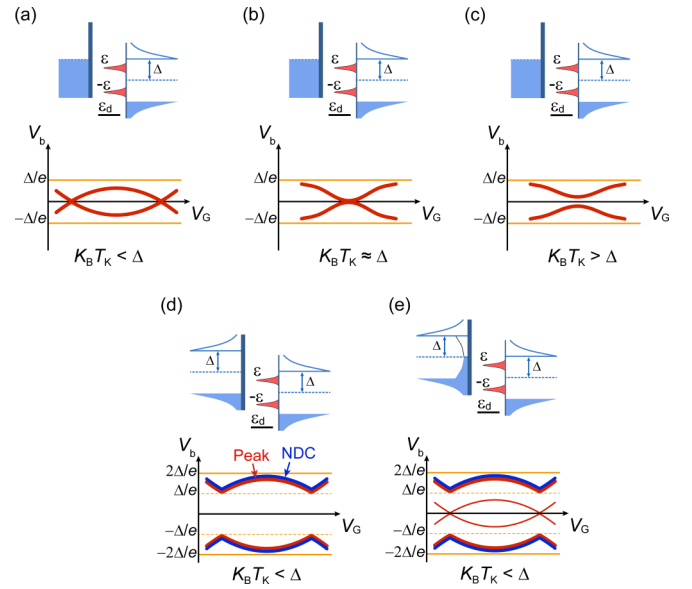 (a)
(b)
(c)
ε
-ε
εd
Δ
ε
-ε
εd
Δ
ε
-ε
εd
Δ
Vb
Δ/e
−Δ/e
VG
KBTK < Δ
Vb
Δ/e
−Δ/e
VG
KBTK ≈ Δ
Vb
Δ/e
−Δ/e
VG
KBTK > Δ
(d)
(e)
Δ
ε
-ε
εd
Δ
Δ
ε
-ε
εd
Δ
Vb
Peak
NDC
2Δ/e
Δ/e
−Δ/e
−2Δ/e
VG
KBTK < Δ
Vb
2Δ/e
Δ/e
−Δ/e
−2Δ/e
VG
KBTK < Δ